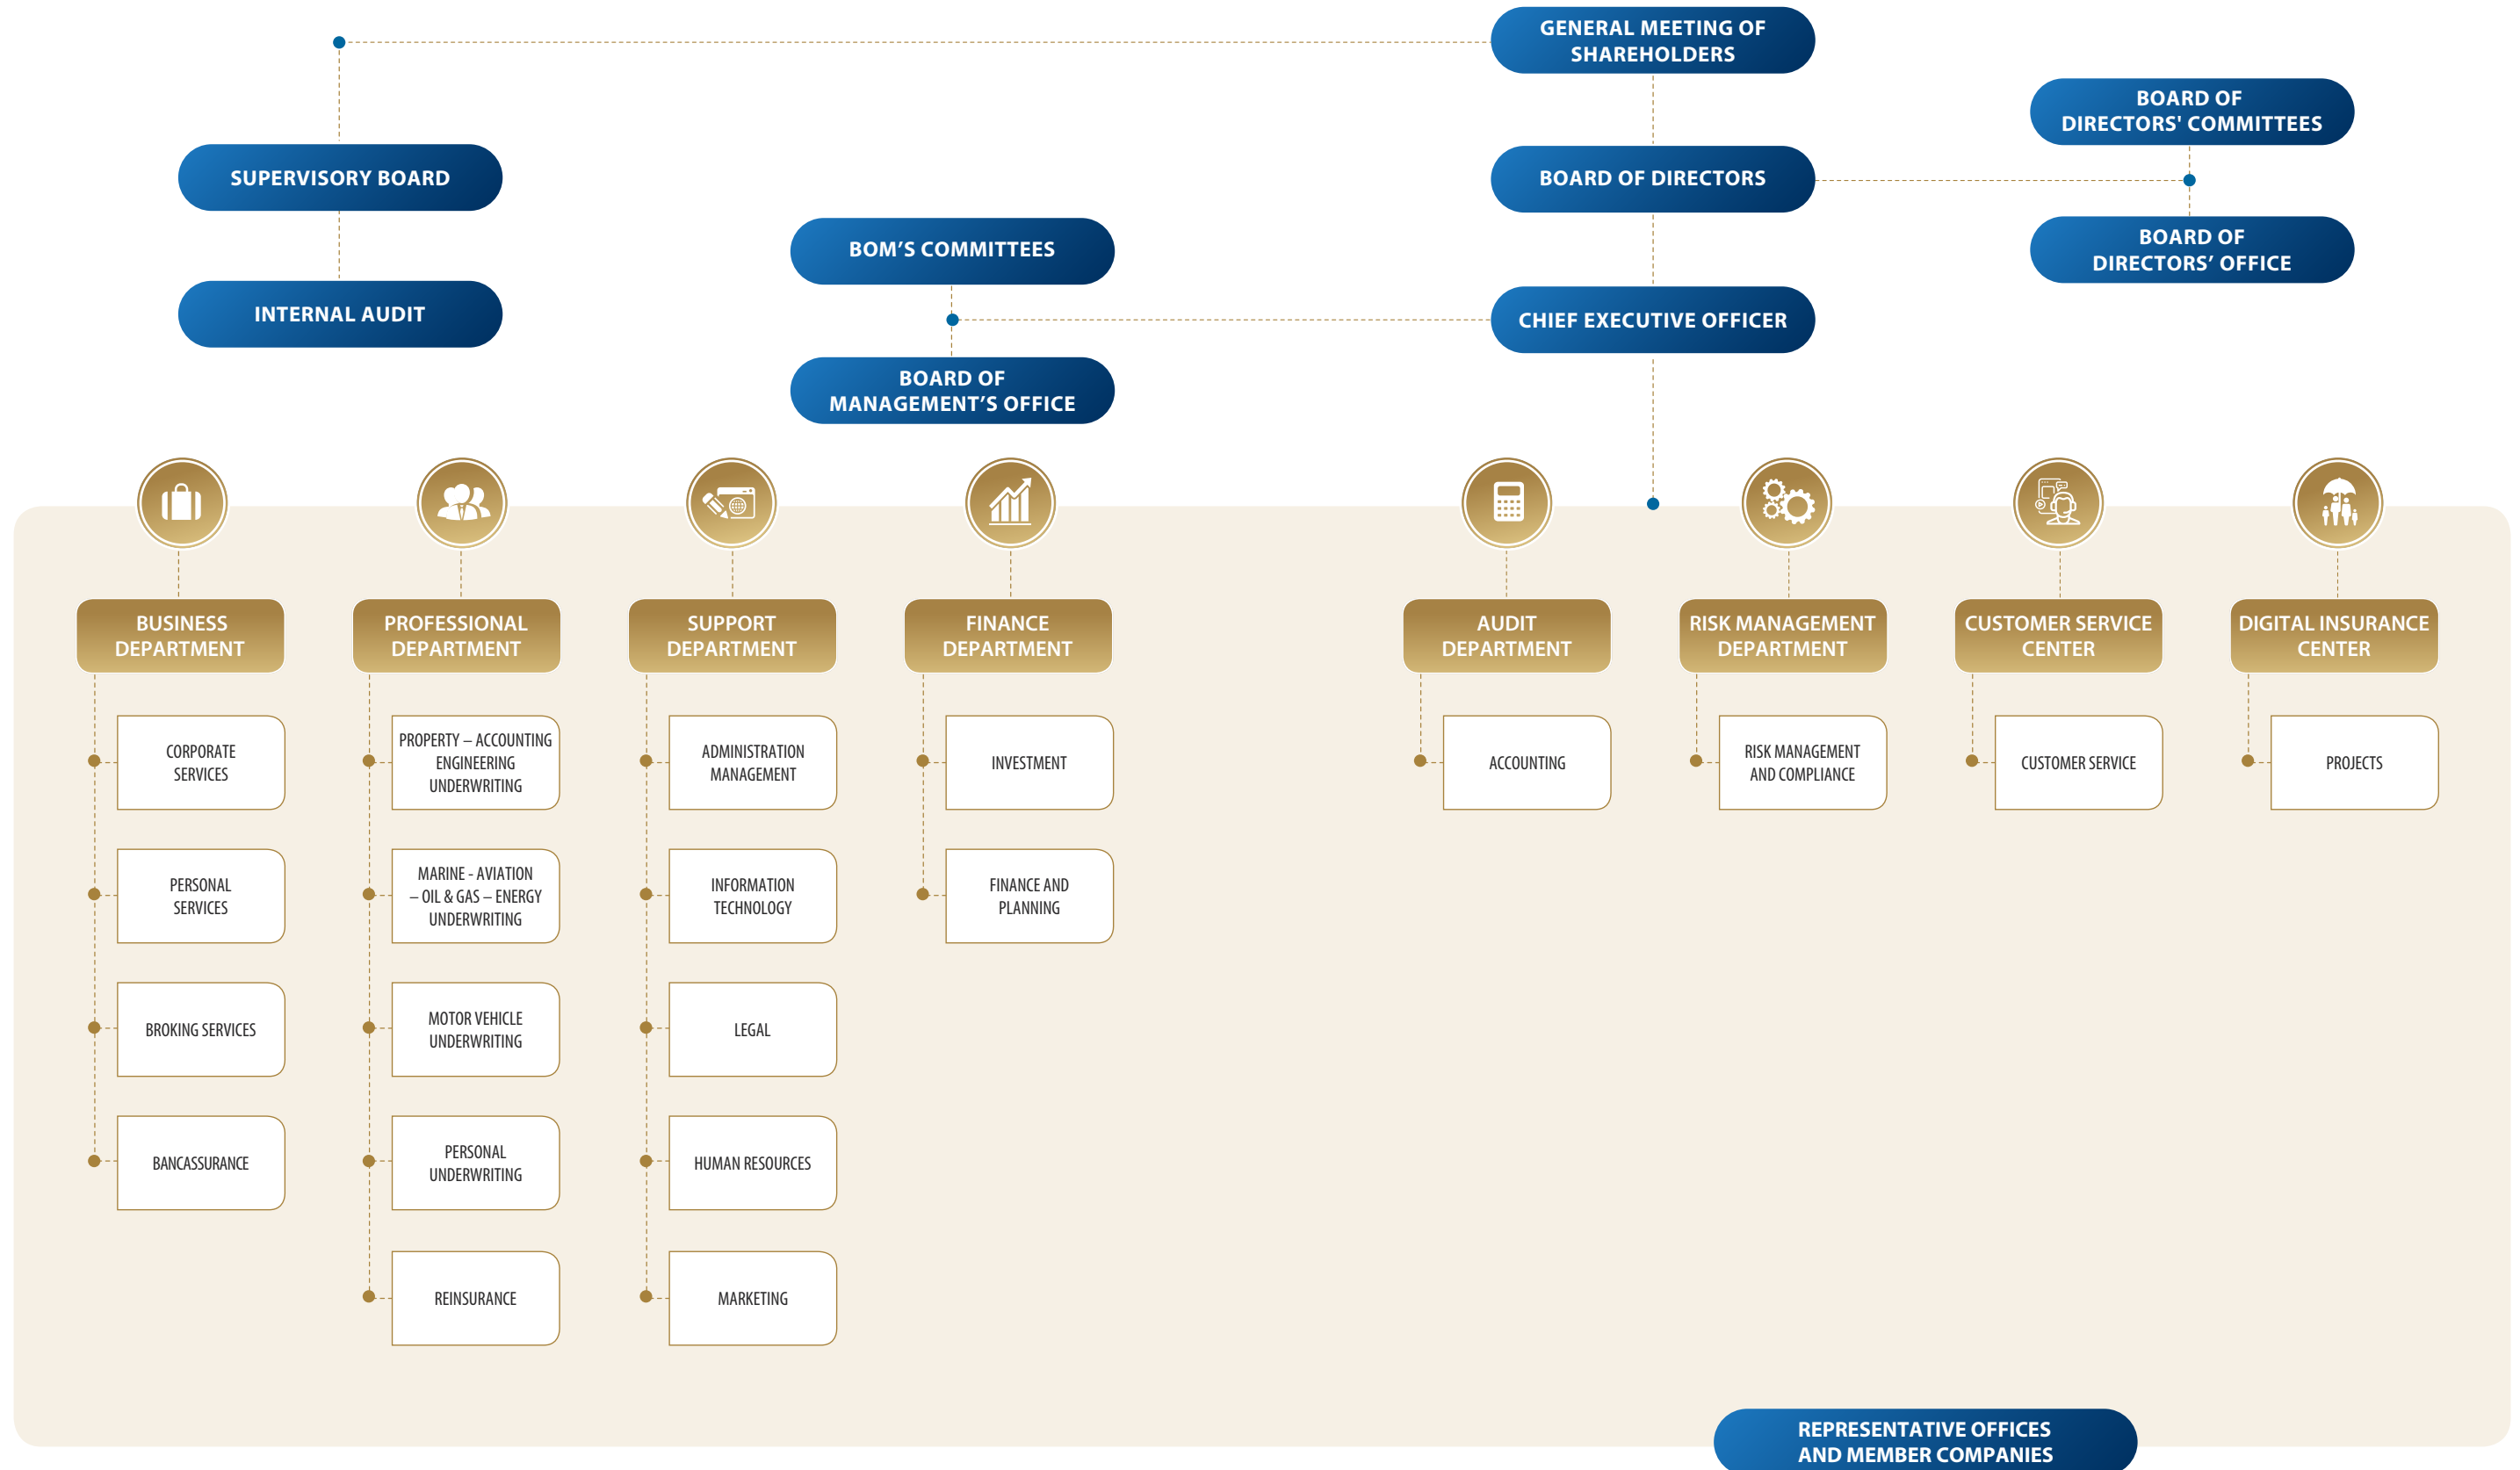 GENERAL MEETING OF
SHAREHOLDERS
BOARD OF
DIRECTORS' COMMITTEES
SUPERVISORY BOARD
BOARD OF DIRECTORS
BOM’S COMMITTEES
BOARD OF
DIRECTORS’ OFFICE
INTERNAL AUDIT
CHIEF EXECUTIVE OFFICER
BOARD OF
MANAGEMENT’S OFFICE
BUSINESS
DEPARTMENT
CORPORATE
SERVICES
PERSONAL
SERVICES
BROKING SERVICES
BANCASSURANCE
PROFESSIONAL
DEPARTMENT
PROPERTY – ACCOUNTING
ENGINEERING
UNDERWRITING
MARINE - AVIATION
– OIL & GAS – ENERGY
UNDERWRITING
MOTOR VEHICLE
UNDERWRITING
PERSONAL
UNDERWRITING
REINSURANCE
SUPPORT
DEPARTMENT
ADMINISTRATION
MANAGEMENT
INFORMATION
TECHNOLOGY
LEGAL
HUMAN RESOURCES
MARKETING
FINANCE
DEPARTMENT
INVESTMENT
FINANCE AND
PLANNING
AUDIT
DEPARTMENT
ACCOUNTING
RISK MANAGEMENT
DEPARTMENT
RISK MANAGEMENT
AND COMPLIANCE
CUSTOMER SERVICE
CENTER
CUSTOMER SERVICE
DIGITAL INSURANCE
CENTER
PROJECTS
REPRESENTATIVE OFFICES
AND MEMBER COMPANIES